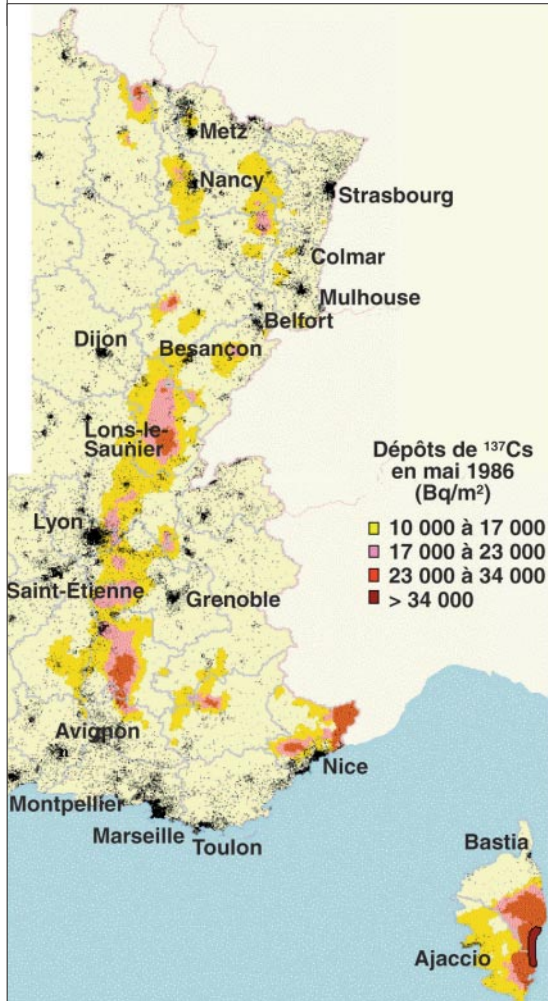 Metz
Nancy
Strasbourg
Colmar
Mulhouse
Belfort
Dijon
Besançon
Lons-le-
Saunier
Dépôts de ¹³⁷Cs
en mai 1986
(Bq/m²)
10 000 à 17 000
17 000 à 23 000
23 000 à 34 000
> 34 000
Lyon
Saint-Étienne
Grenoble
Avignon
Nice
Montpellier
Marseille
Toulon
Bastia
Ajaccio